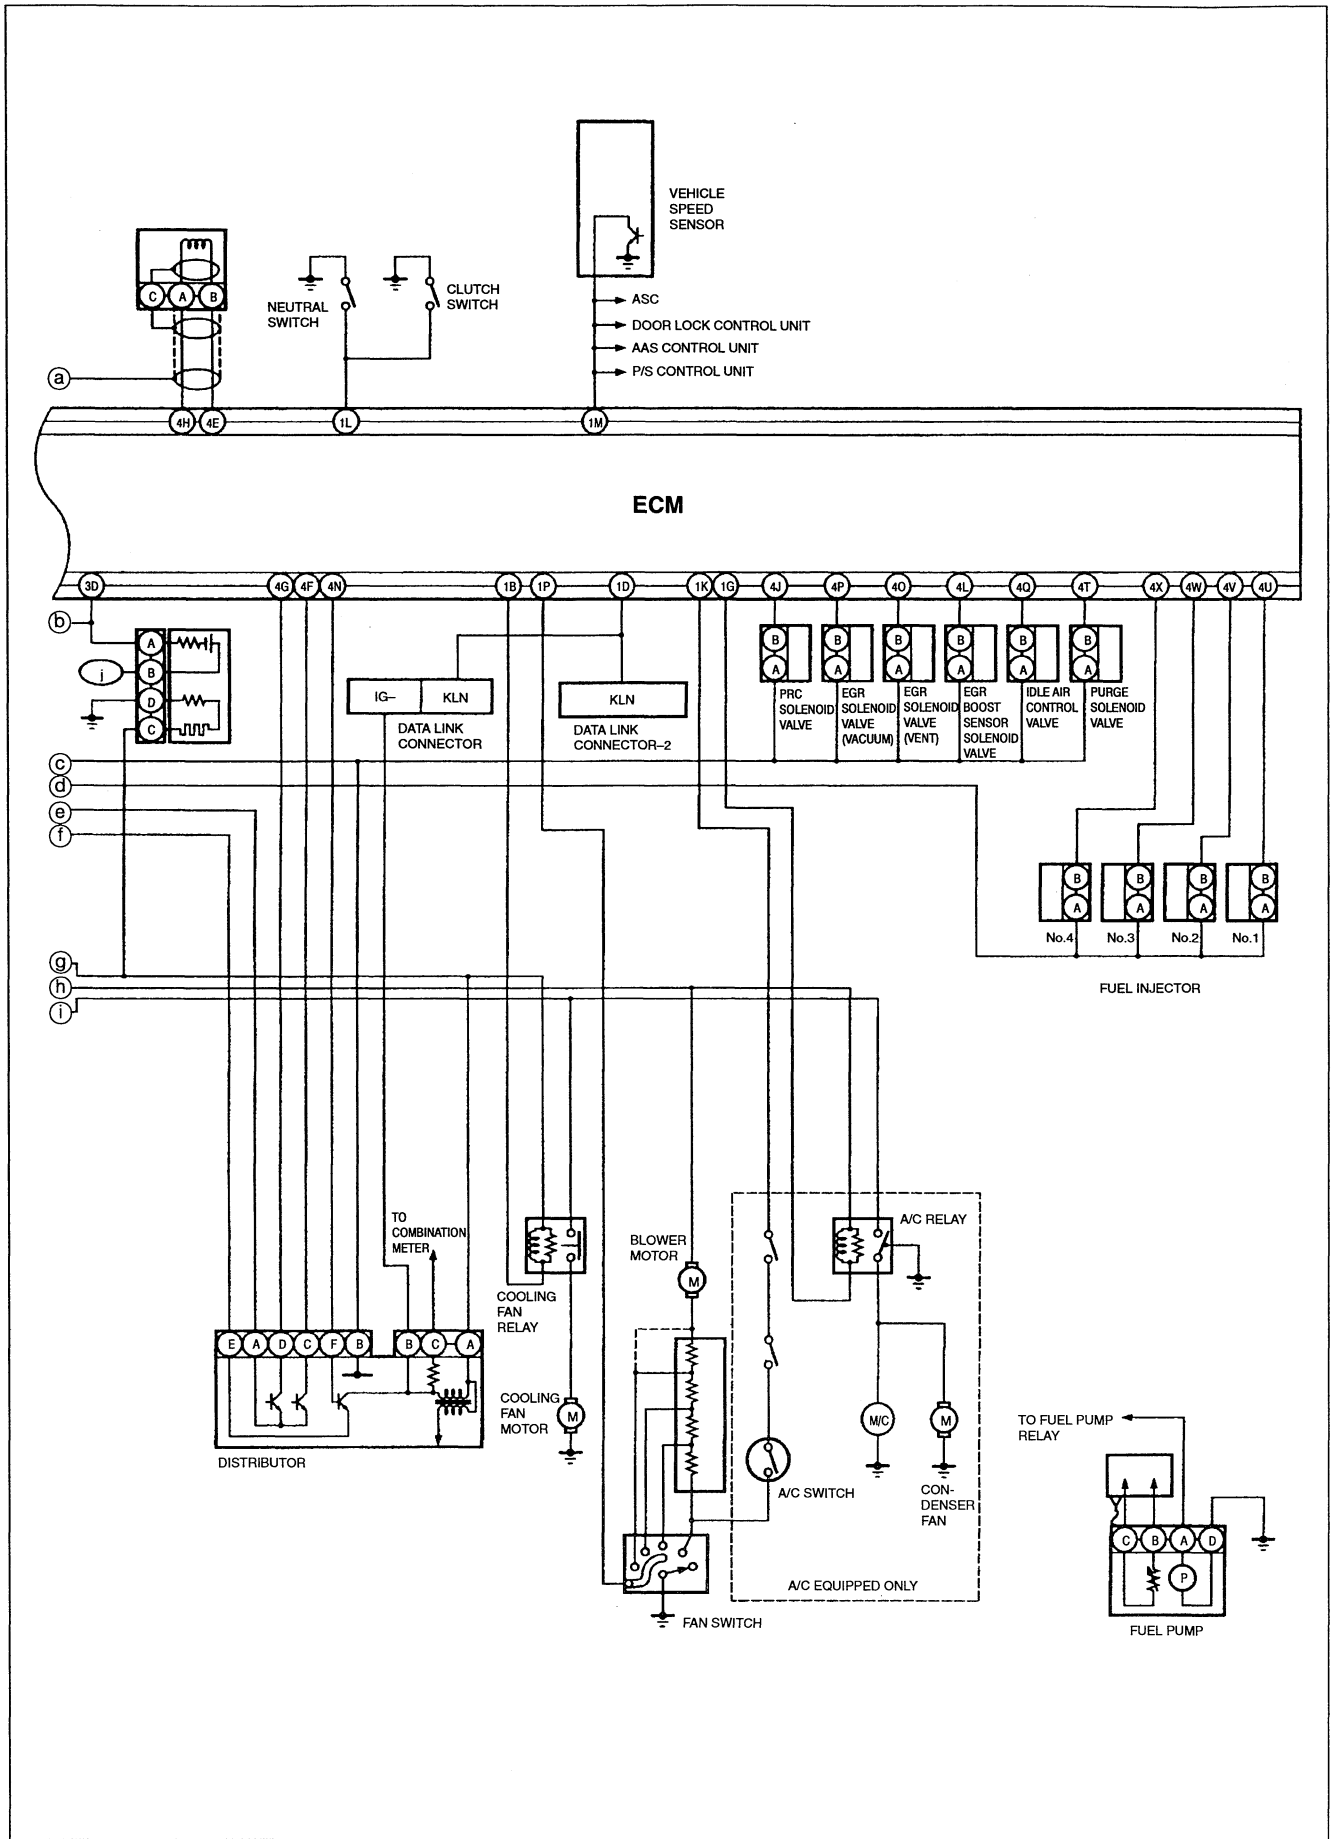 VEHICLE
SPEED
SENSOR
C A B
NEUTRAL
SWITCH
CLUTCH
SWITCH
ASC
DOOR LOCK CONTROL UNIT
AAS CONTROL UNIT
P/S CONTROL UNIT
a
4H 4E 1L 1M
ECM
3D 4G 4F 4N 1B 1P 1D 1K 1G 4J 4P 4O 4L 4Q 4T 4X 4W 4V 4U
b
A
j B
D
C
IG– KLN
DATA LINK
CONNECTOR
KLN
DATA LINK
CONNECTOR–2
B B B B B B
A A A A A A
PRC
SOLENOID
VALVE
EGR
SOLENOID
VALVE
(VACUUM)
EGR
SOLENOID
VALVE
(VENT)
EGR
BOOST
SENSOR
SOLENOID
VALVE
IDLE AIR
CONTROL
VALVE
PURGE
SOLENOID
VALVE
c
d
e
f
B B B B
A A A A
No.4 No.3 No.2 No.1
FUEL INJECTOR
g
h
i
TO
COMBINATION
METER
BLOWER
MOTOR
M
A/C RELAY
COOLING
FAN
RELAY
E A D C F B B C A
COOLING
FAN
MOTOR
M
M/C
M
DISTRIBUTOR
A/C SWITCH
CON-
DENSER
FAN
TO FUEL PUMP
RELAY
C B A D
P
A/C EQUIPPED ONLY
FAN SWITCH
FUEL PUMP